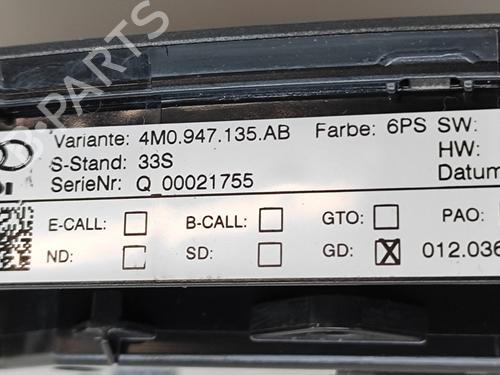 Variante: 4M0.947.135.AB Farbe: 6PS SW:
S-Stand: 33S HW:
SerieNr: Q_00021755 Datum
E-CALL: B-CALL: GTO: PAO:
ND: SD: GD: X 012.036
B-PARTS